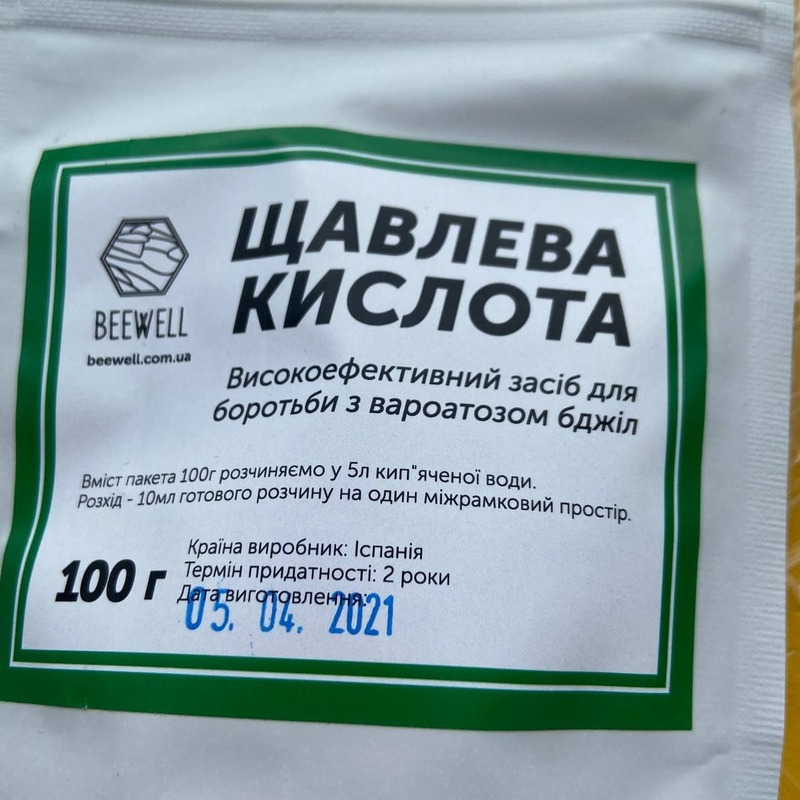 ЩАВЛЕВА
КИСЛОТА
BEEWELL
beewell.com.ua
Високоефективний засіб для
боротьби з вароатозом бджіл
Вміст пакета 100г розчиняємо у 5л кип"яченої води.
Розхід - 10мл готового розчину на один міжрамковий простір.
100 г
Країна виробник: Іспанія
Термін придатності: 2 роки
Дата виготовлення:
05. 04. 2021